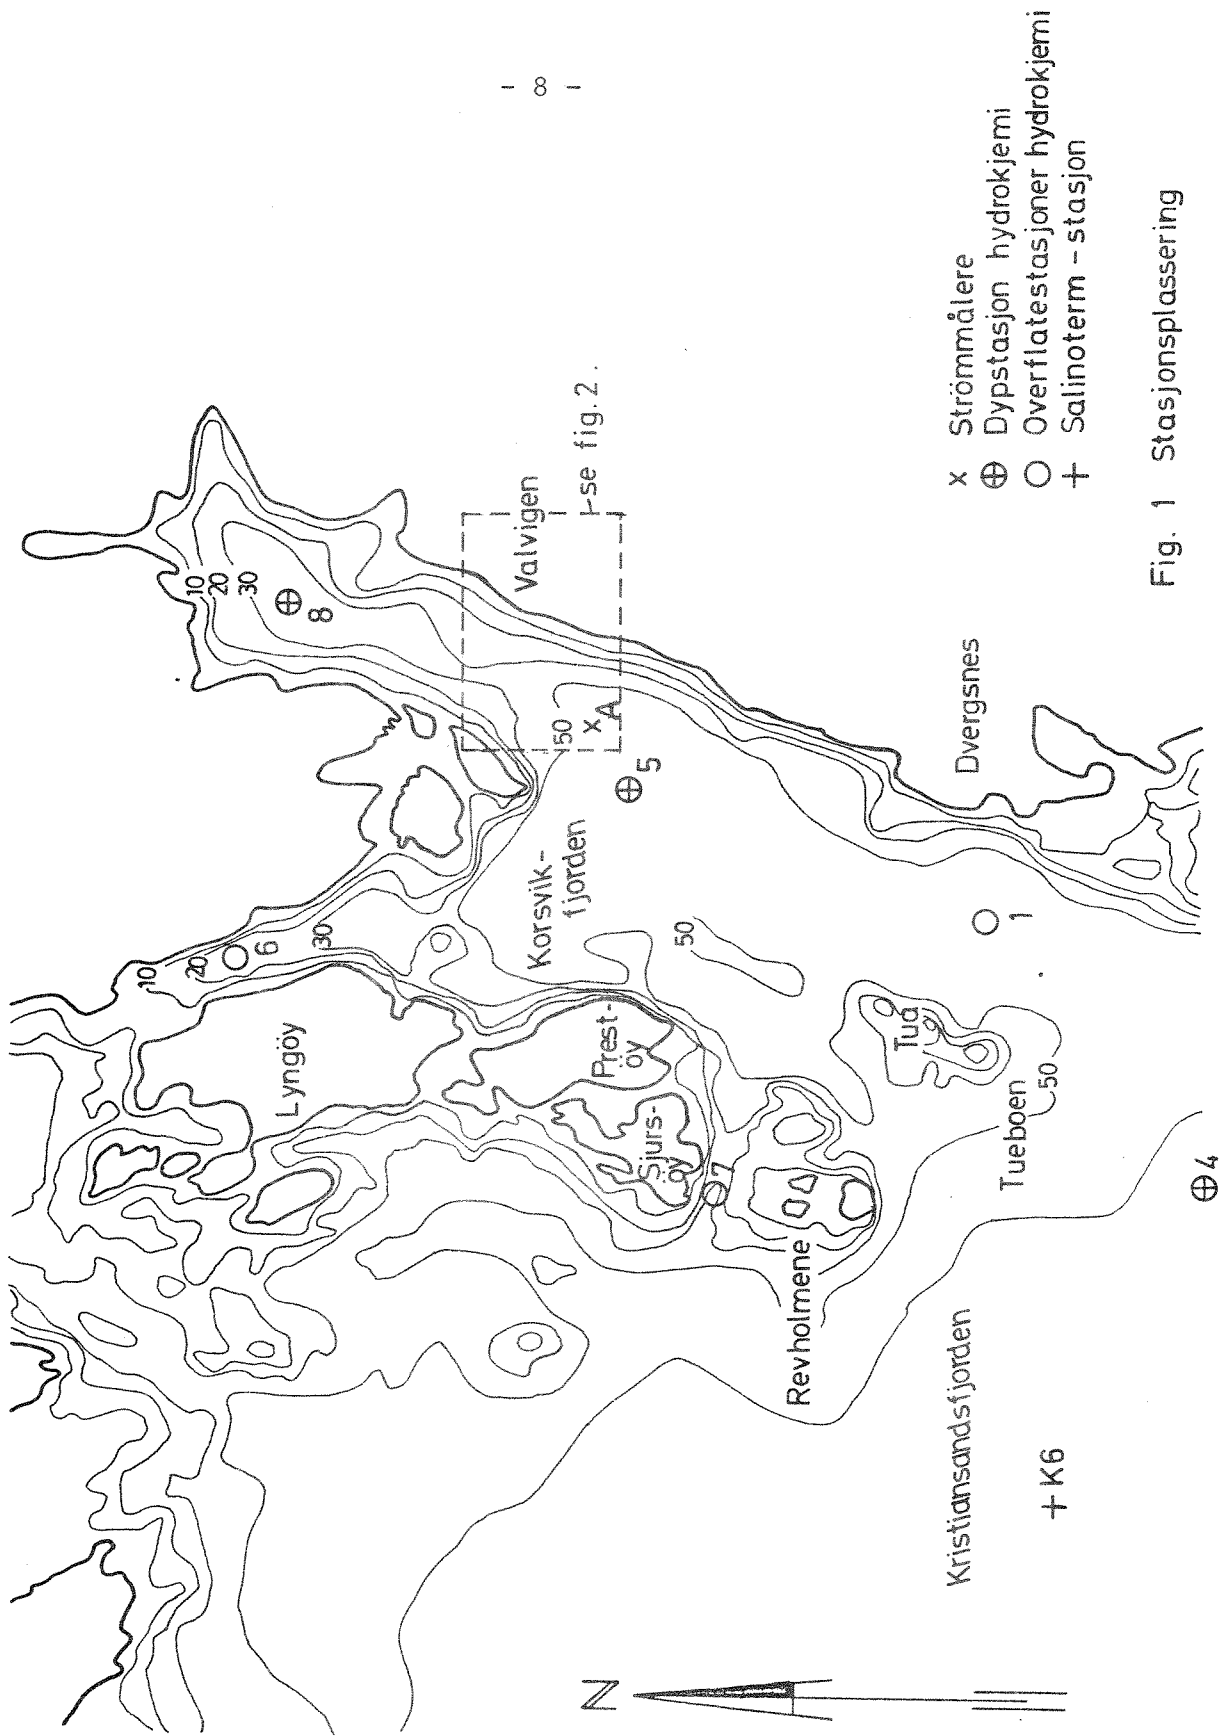 - 8 -
10
20
30
8
Valvigen
se fig. 2.
10
20
6
30
50
x A
5
Korsvik-
fjorden
Lyngöy
Prest-
öy
Sjurs-
öy
7
50
Dvergsnes
1
Tua
Tueboen
50
4
Revholmene
Kristiansandsfjorden
+ K6
N
x Strömmålere
⊕ Dypstasjon hydrokjemi
○ Overflatestasjoner hydrokjemi
+ Salinoterm - stasjon
Fig. 1 Stasjonsplassering